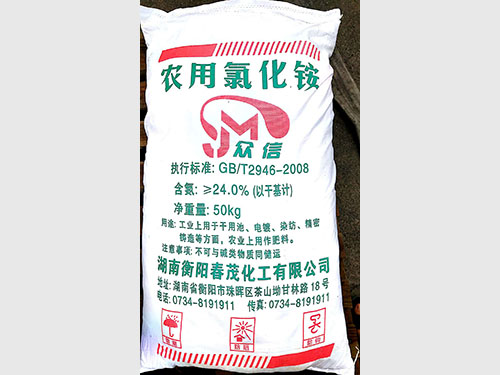 农用氯化铵
JM
众信
执行标准: GB/T2946-2008
含氮: ≥24.0% (以干基计)
净重量: 50kg
用途: 工业上用于干用池、电镀、染纺、精密
铸造等方面，农业上用作肥料。
注意事项: 不可与碱类物质同储运
湖南衡阳春茂化工有限公司
地址: 湖南省衡阳市珠晖区茶山坳甘林路 18 号
电话: 0734-8191911 传真: 0734-8191911